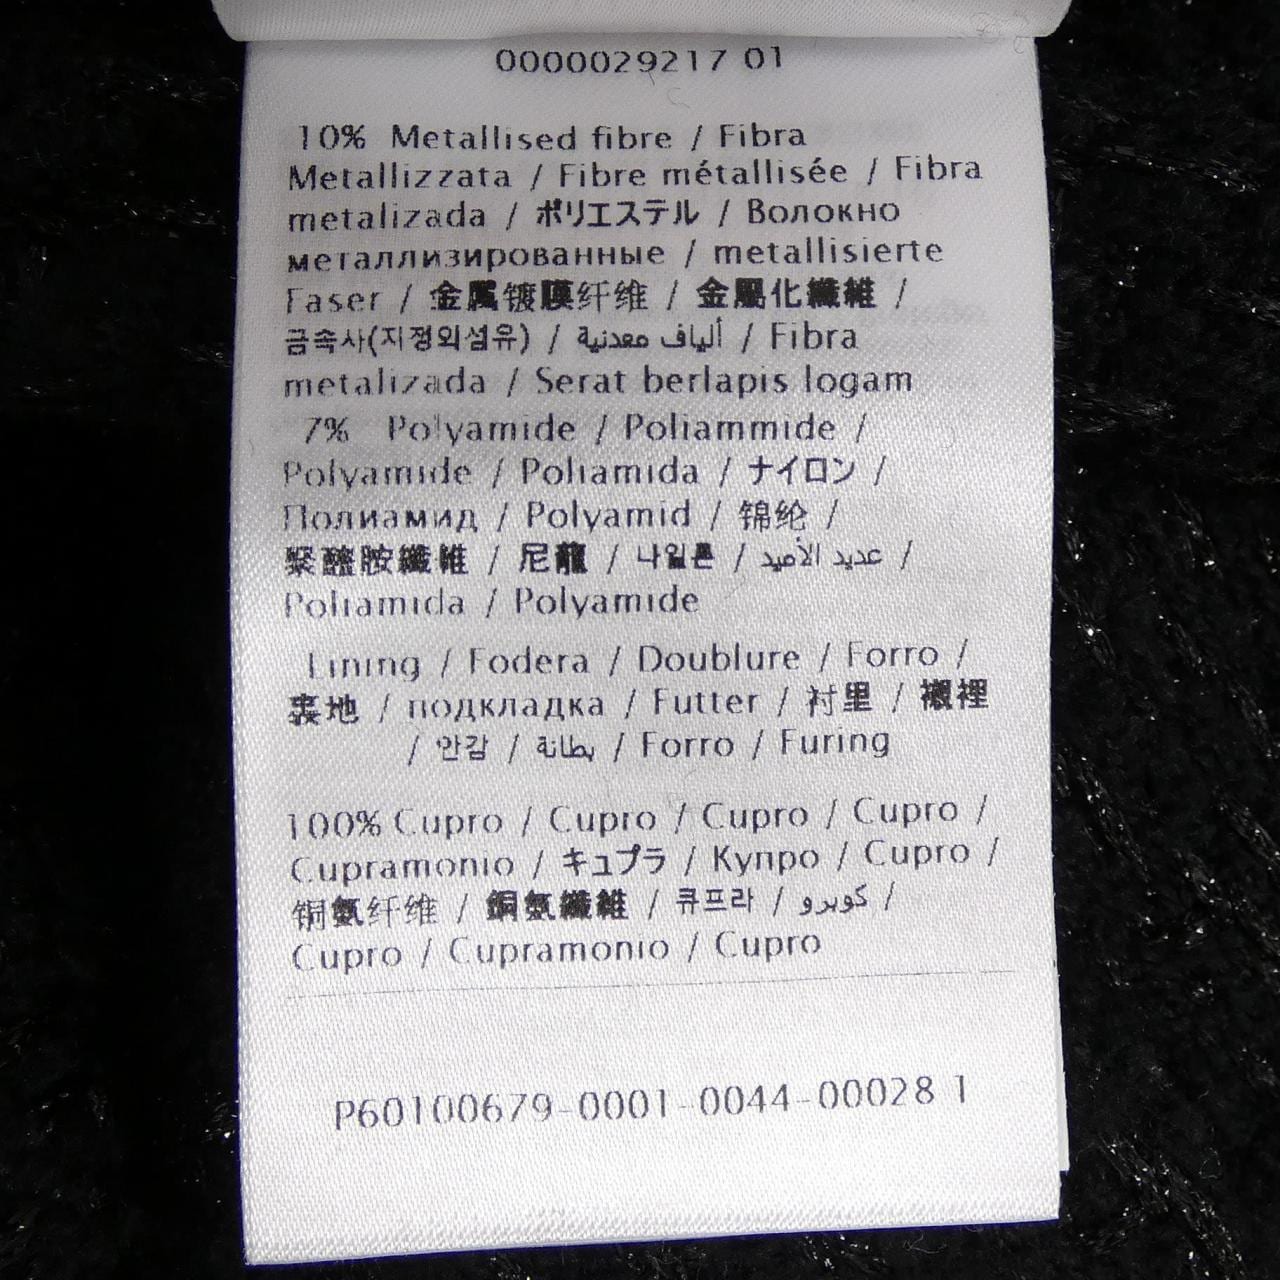 0000029217 01
10% Metallised fibre / Fibra
Metallizzata / Fibre métallisée / Fibra
metalizada / ポリエステル / Волокно
металлизированные / metallisierte
Faser / 金属镀膜纤维 / 金屬化纖維 /
금속사(지정외섬유) / ألياف معدنية / Fibra
metalizada / Serat berlapis logam
7% Polyamide / Poliammide /
Polyamide / Poliamida / ナイロン /
Полиамид / Polyamid / 锦纶 /
聚醯胺纖維 / 尼龍 / 나일론 / عديد الأميد /
Poliamida / Polyamide
Lining / Fodera / Doublure / Forro /
裏地 / подкладка / Futter / 衬里 / 襯裡
/ 안감 / بطانة / Forro / Furing
100% Cupro / Cupro / Cupro / Cupro /
Cupramonio / キュプラ / Купро / Cupro /
铜氨纤维 / 銅氨纖維 / 큐프라 / كوبرو /
Cupro / Cupramonio / Cupro
P60100679-0001-0044-00028 1